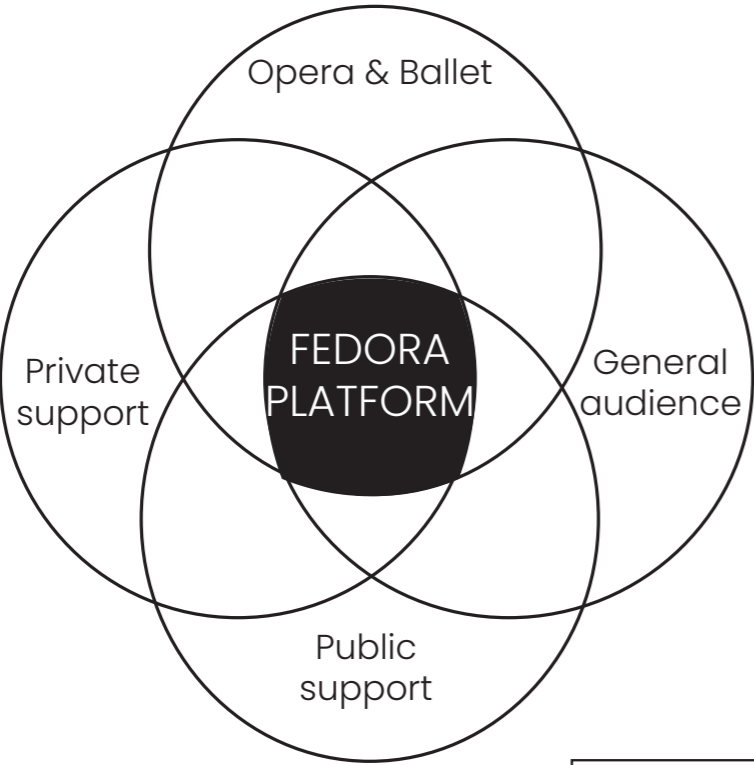 Opera & Ballet
FEDORA
PLATFORM
Private
support
General
audience
Public
support